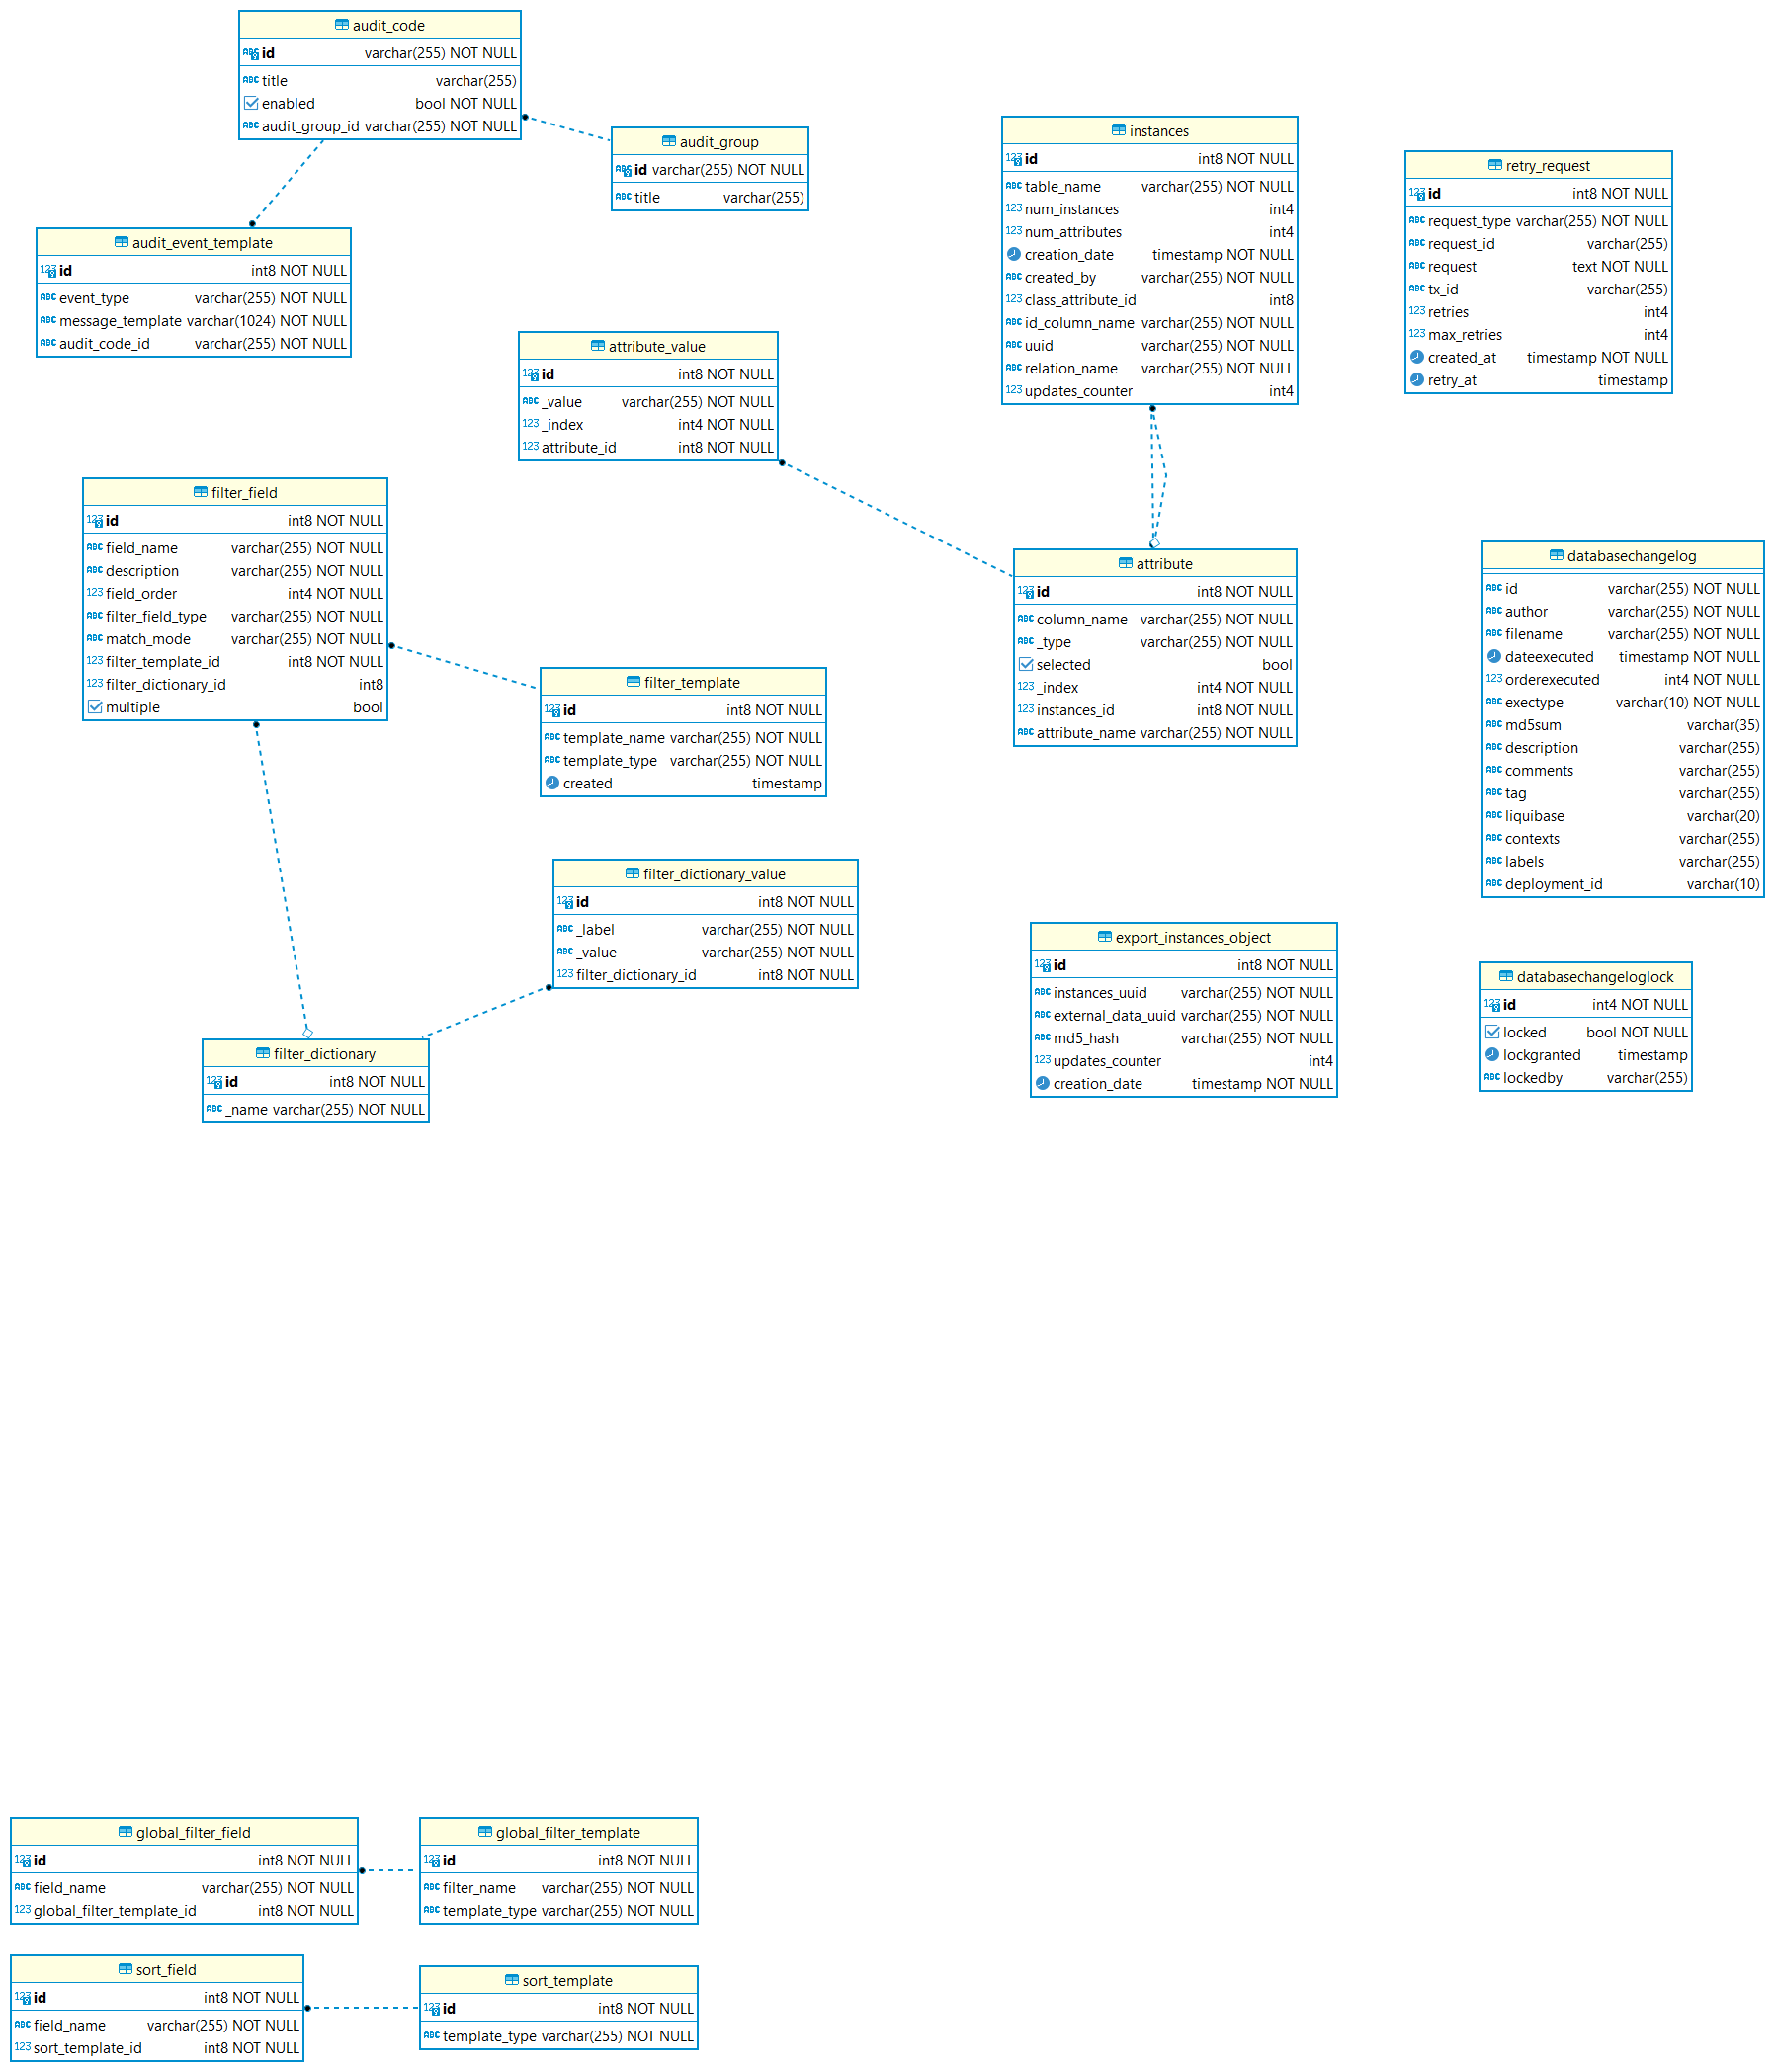 audit_code
id varchar(255) NOT NULL
title varchar(255)
enabled bool NOT NULL
audit_group_id varchar(255) NOT NULL
audit_group
id varchar(255) NOT NULL
title varchar(255)
audit_event_template
id int8 NOT NULL
event_type varchar(255) NOT NULL
message_template varchar(1024) NOT NULL
audit_code_id varchar(255) NOT NULL
instances
id int8 NOT NULL
table_name varchar(255) NOT NULL
num_instances int4
num_attributes int4
creation_date timestamp NOT NULL
created_by varchar(255) NOT NULL
class_attribute_id int8
id_column_name varchar(255) NOT NULL
uuid varchar(255) NOT NULL
relation_name varchar(255) NOT NULL
updates_counter int4
retry_request
id int8 NOT NULL
request_type varchar(255) NOT NULL
request_id varchar(255)
request text NOT NULL
tx_id varchar(255)
retries int4
max_retries int4
created_at timestamp NOT NULL
retry_at timestamp
attribute_value
id int8 NOT NULL
_value varchar(255) NOT NULL
_index int4 NOT NULL
attribute_id int8 NOT NULL
filter_field
id int8 NOT NULL
field_name varchar(255) NOT NULL
description varchar(255) NOT NULL
field_order int4 NOT NULL
filter_field_type varchar(255) NOT NULL
match_mode varchar(255) NOT NULL
filter_template_id int8 NOT NULL
filter_dictionary_id int8
multiple bool
attribute
id int8 NOT NULL
column_name varchar(255) NOT NULL
_type varchar(255) NOT NULL
selected bool
_index int4 NOT NULL
instances_id int8 NOT NULL
attribute_name varchar(255) NOT NULL
databasechangelog
id varchar(255) NOT NULL
author varchar(255) NOT NULL
filename varchar(255) NOT NULL
dateexecuted timestamp NOT NULL
orderexecuted int4 NOT NULL
exectype varchar(10) NOT NULL
md5sum varchar(35)
description varchar(255)
comments varchar(255)
tag varchar(255)
liquibase varchar(20)
contexts varchar(255)
labels varchar(255)
deployment_id varchar(10)
filter_template
id int8 NOT NULL
template_name varchar(255) NOT NULL
template_type varchar(255) NOT NULL
created timestamp
filter_dictionary_value
id int8 NOT NULL
_label varchar(255) NOT NULL
_value varchar(255) NOT NULL
filter_dictionary_id int8 NOT NULL
export_instances_object
id int8 NOT NULL
instances_uuid varchar(255) NOT NULL
external_data_uuid varchar(255) NOT NULL
md5_hash varchar(255) NOT NULL
updates_counter int4
creation_date timestamp NOT NULL
databasechangeloglock
id int4 NOT NULL
locked bool NOT NULL
lockgranted timestamp
lockedby varchar(255)
filter_dictionary
id int8 NOT NULL
_name varchar(255) NOT NULL
global_filter_field
id int8 NOT NULL
field_name varchar(255) NOT NULL
global_filter_template_id int8 NOT NULL
global_filter_template
id int8 NOT NULL
filter_name varchar(255) NOT NULL
template_type varchar(255) NOT NULL
sort_field
id int8 NOT NULL
field_name varchar(255) NOT NULL
sort_template_id int8 NOT NULL
sort_template
id int8 NOT NULL
template_type varchar(255) NOT NULL